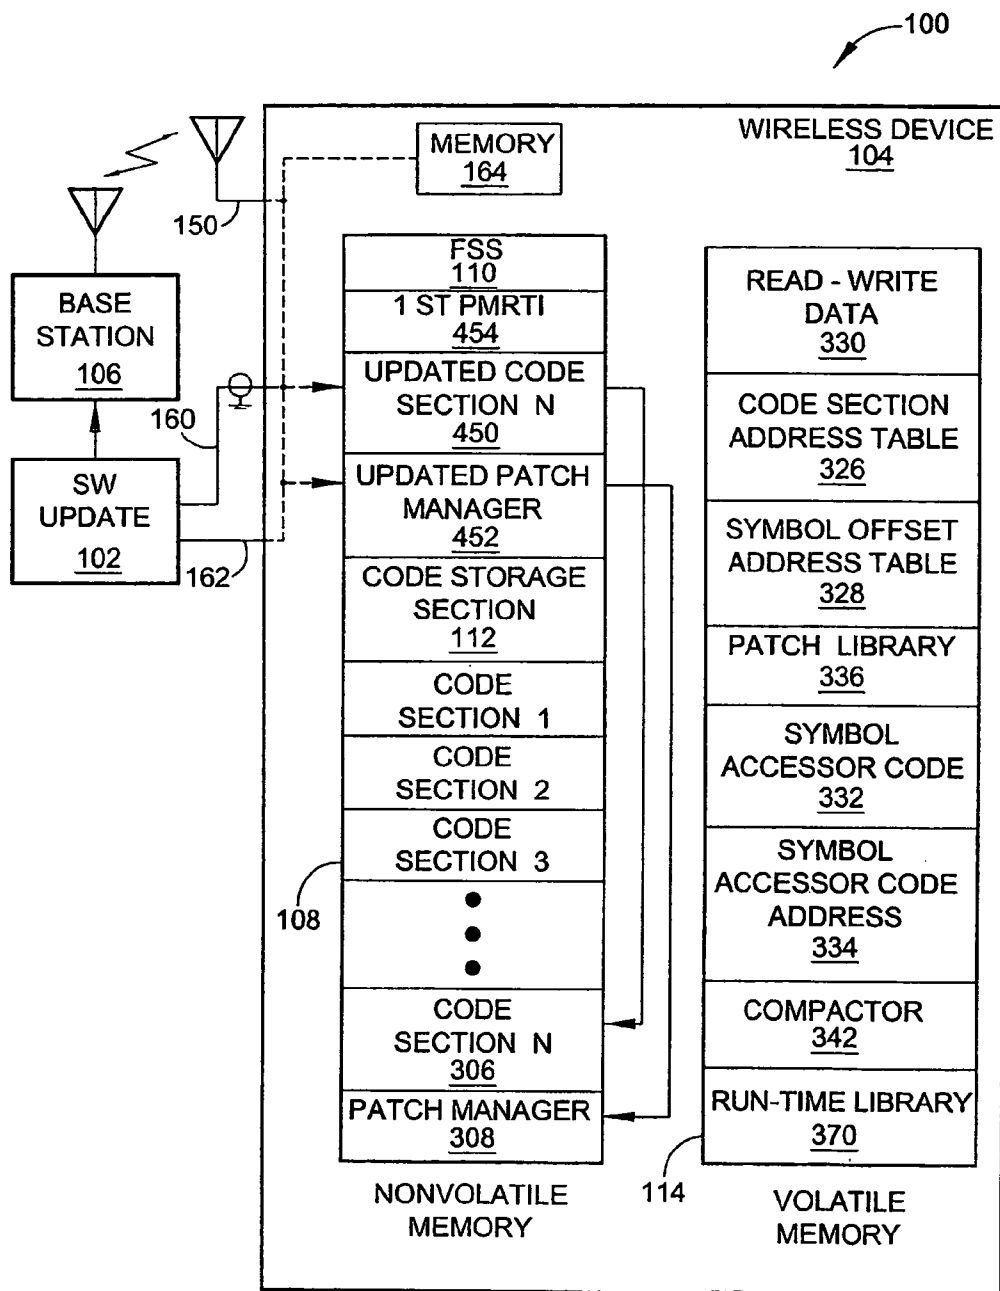 100
WIRELESS DEVICE
104
MEMORY
164
150
BASE
STATION
106
160
SW
UPDATE
102
162
FSS
110
1 ST PMRTI
454
UPDATED CODE
SECTION N
450
UPDATED PATCH
MANAGER
452
CODE STORAGE
SECTION
112
CODE
SECTION 1
CODE
SECTION 2
CODE
SECTION 3
108
CODE
SECTION N
306
PATCH MANAGER
308
NONVOLATILE
MEMORY
READ - WRITE
DATA
330
CODE SECTION
ADDRESS TABLE
326
SYMBOL OFFSET
ADDRESS TABLE
328
PATCH LIBRARY
336
SYMBOL
ACCESSOR CODE
332
SYMBOL
ACCESSOR CODE
ADDRESS
334
COMPACTOR
342
RUN-TIME LIBRARY
370
114
VOLATILE
MEMORY